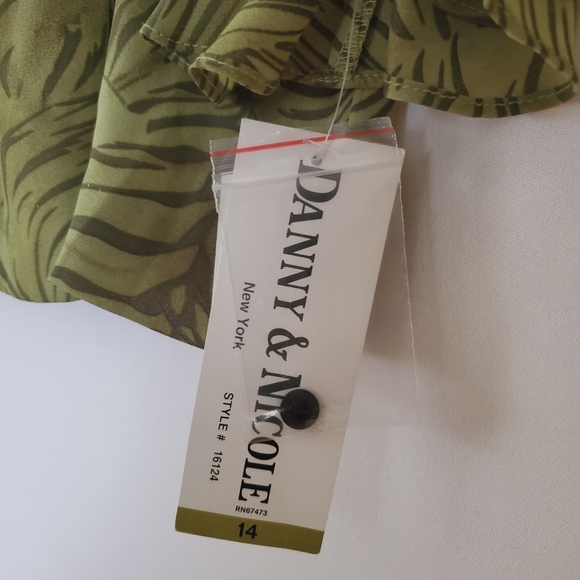 DANNY & NICOLE
New York
STYLE # 16124
RN67473
14